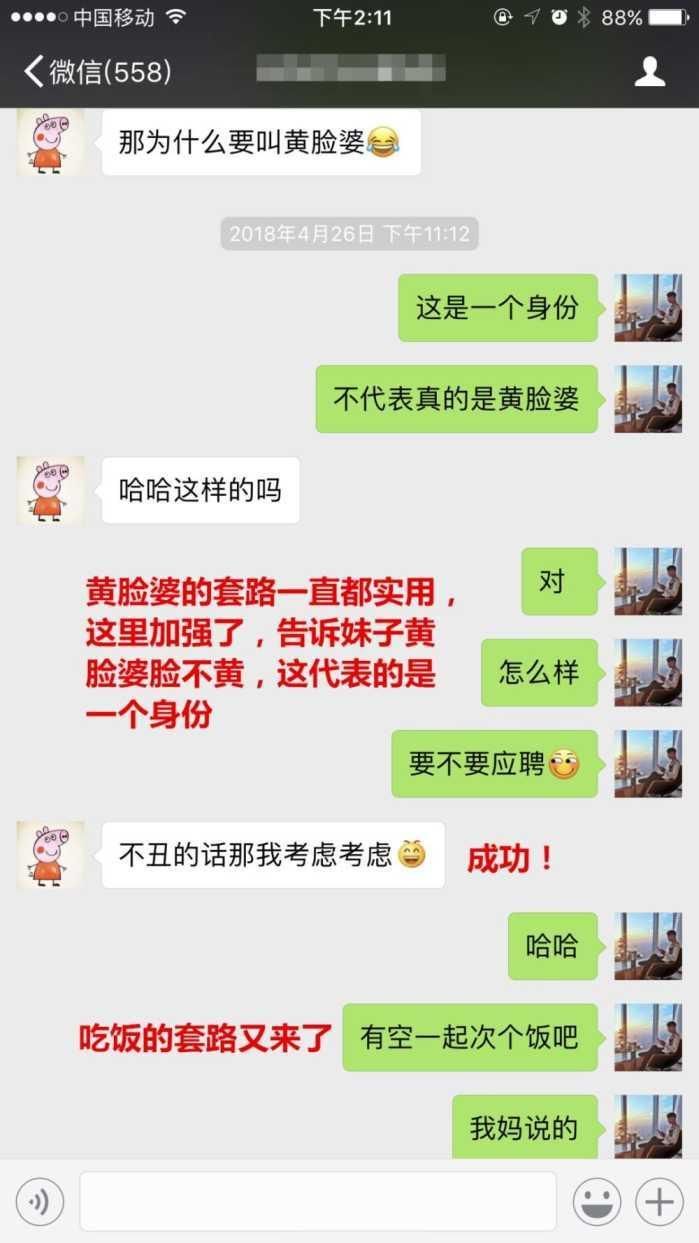 中国移动 下午2:11 88%
微信(558)
那为什么要叫黄脸婆😂
2018年4月26日 下午11:12
这是一个身份
不代表真的是黄脸婆
哈哈这样的吗
对
黄脸婆的套路一直都实用，
这里加强了，告诉妹子黄
脸婆脸不黄，这代表的是
一个身份
怎么样
要不要应聘
不丑的话那我考虑考虑😄
成功！
哈哈
吃饭的套路又来了
有空一起次个饭吧
我妈说的